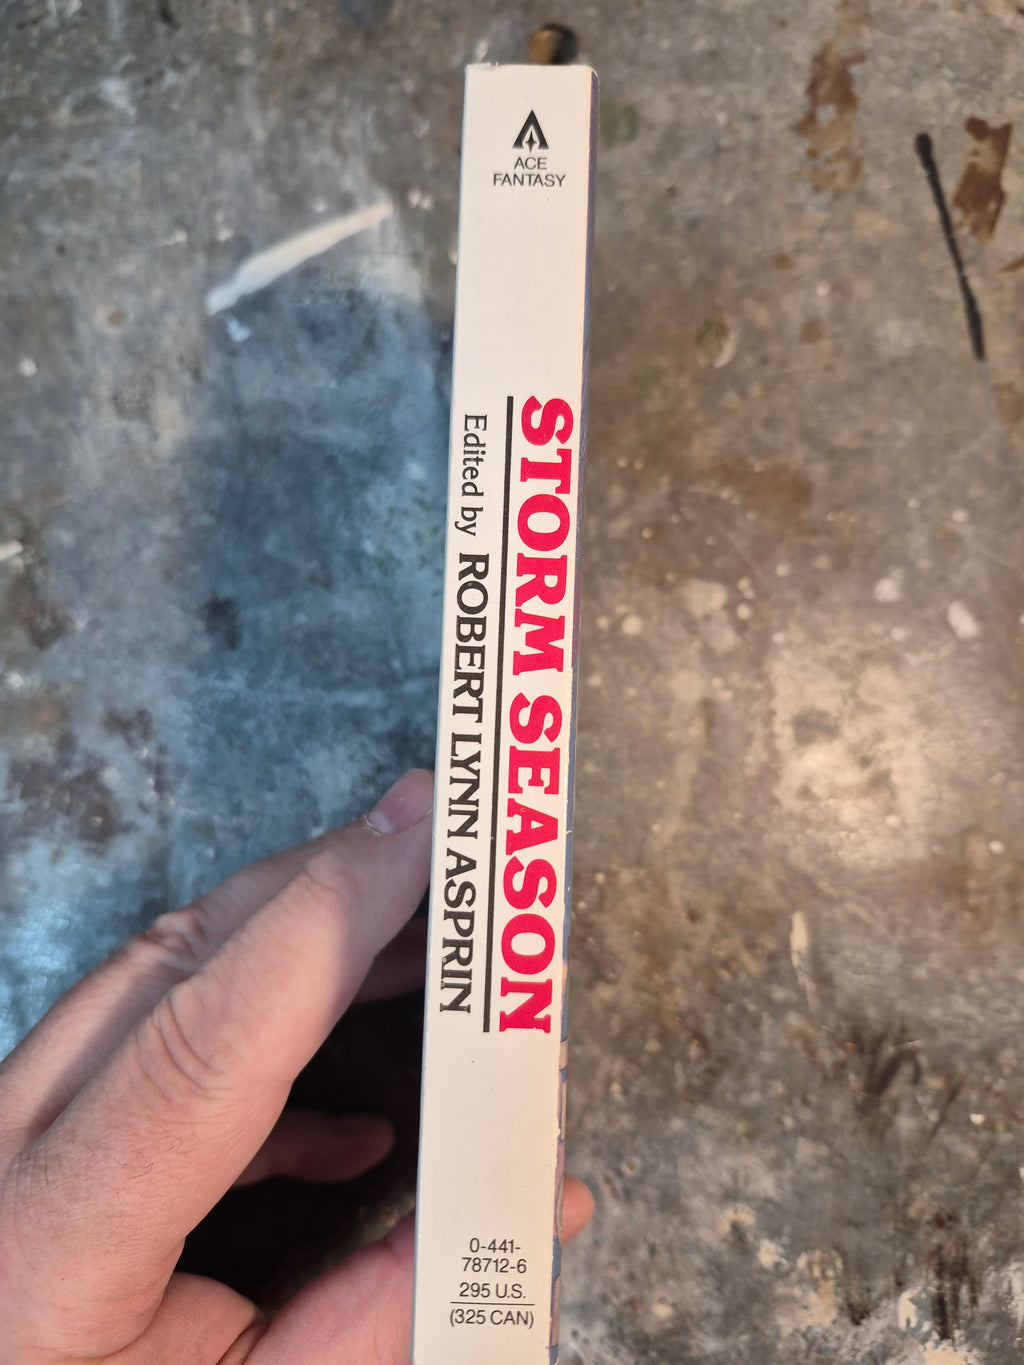 ACE
FANTASY
STORM SEASON
Edited by ROBERT LYNN ASPRIN
0-441-
78712-6
295 U.S.
(325 CAN)